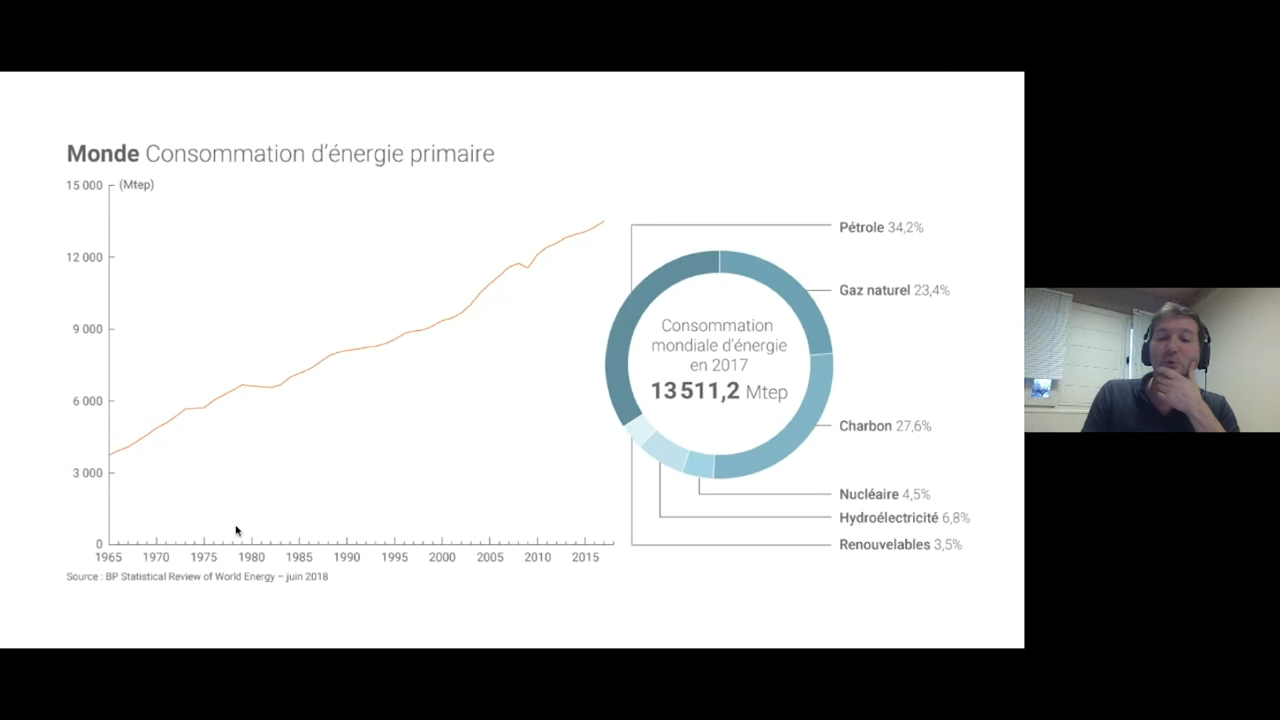 Monde Consommation d'énergie primaire
15 000 (Mtep)
12 000
9 000
6 000
3 000
0
1965 1970 1975 1980 1985 1990 1995 2000 2005 2010 2015
Source : BP Statistical Review of World Energy – juin 2018
Pétrole 34,2%
Gaz naturel 23,4%
Consommation
mondiale d'énergie
en 2017
13 511,2 Mtep
Charbon 27,6%
Nucléaire 4,5%
Hydroélectricité 6,8%
Renouvelables 3,5%